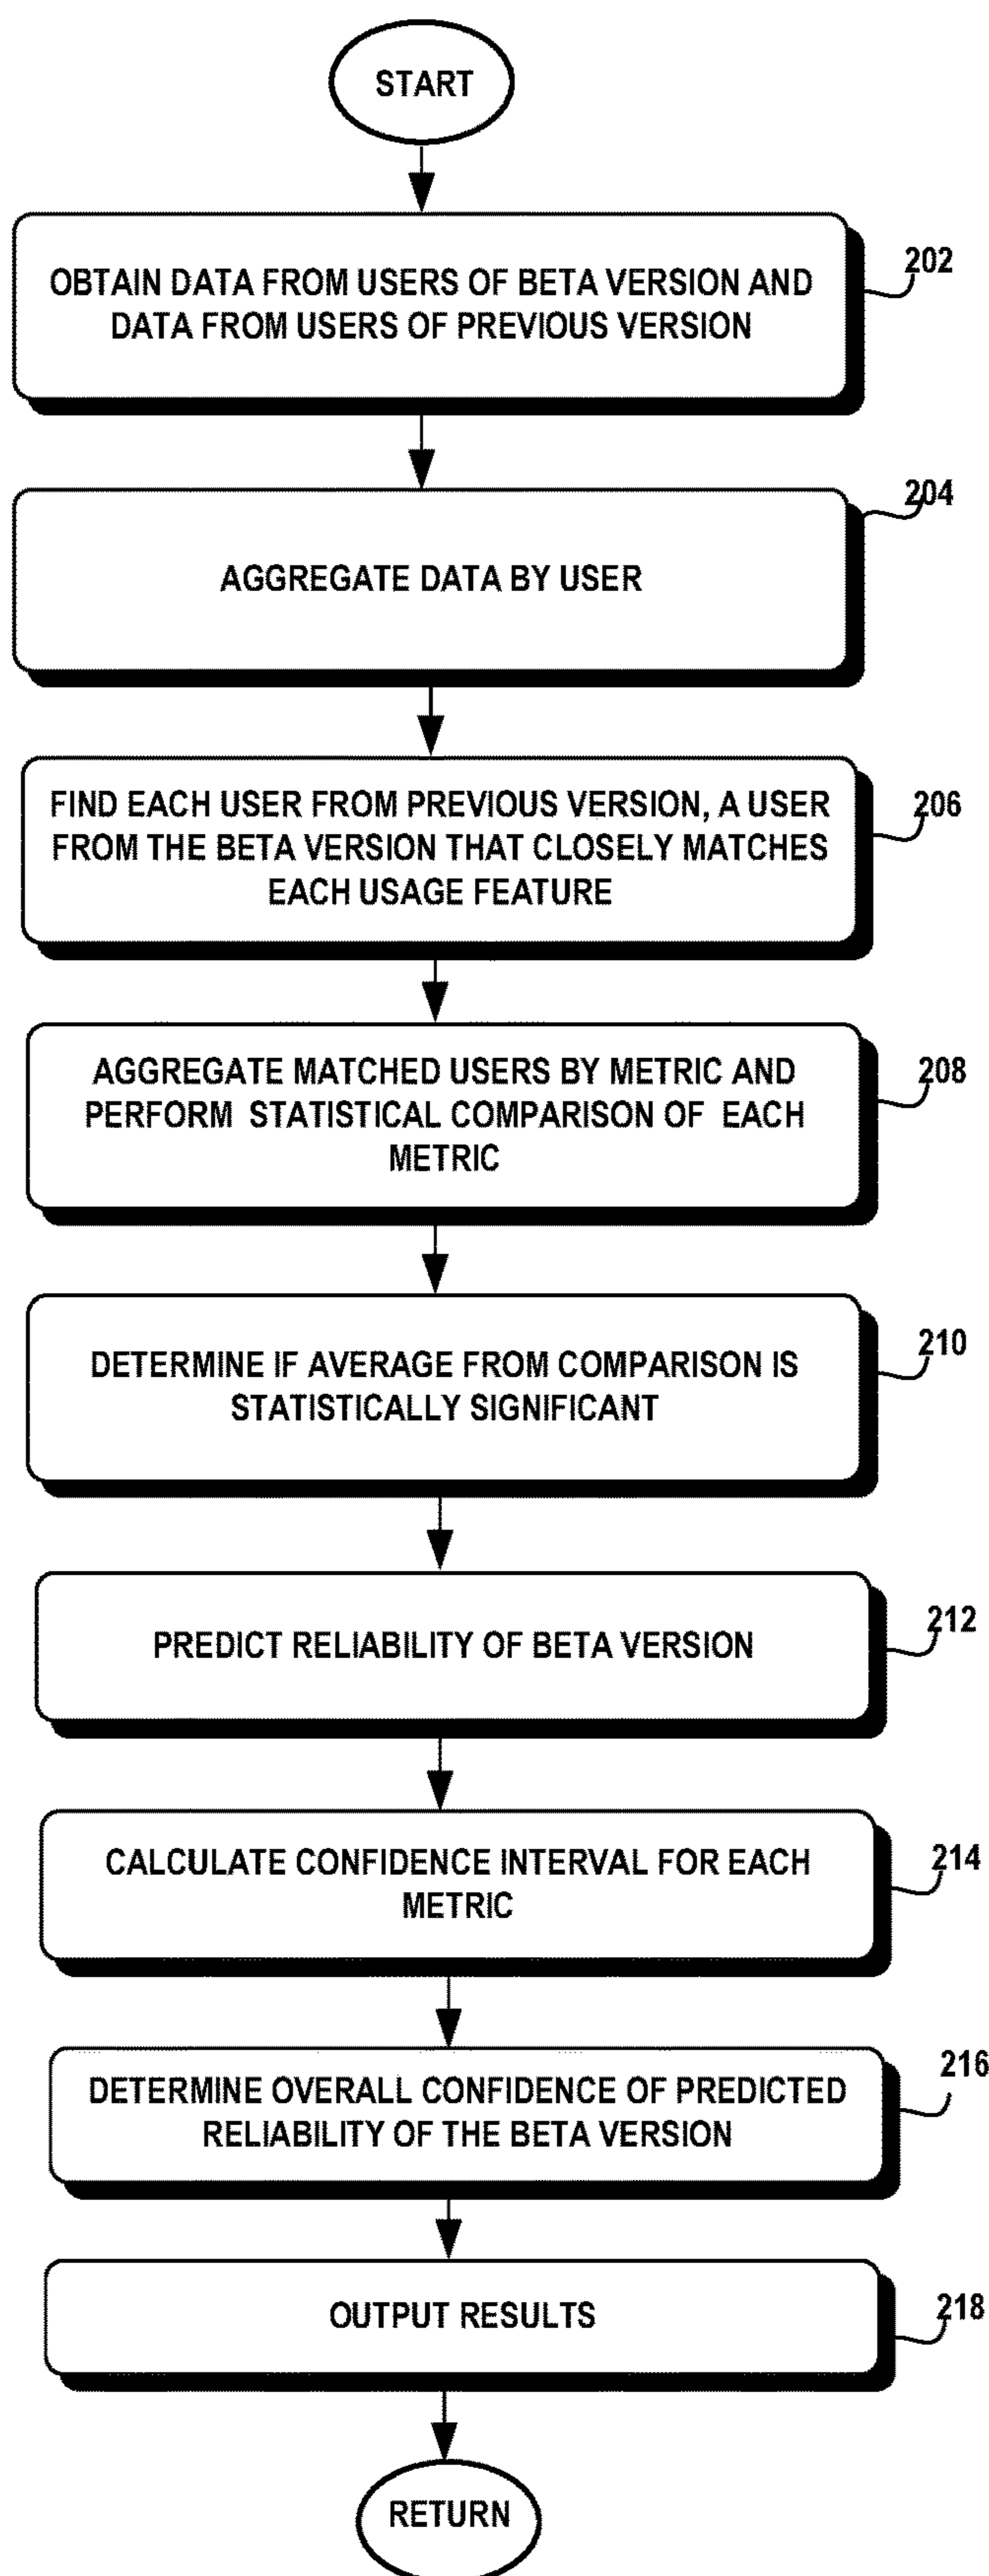 START
OBTAIN DATA FROM USERS OF BETA VERSION AND
DATA FROM USERS OF PREVIOUS VERSION
202
AGGREGATE DATA BY USER
204
FIND EACH USER FROM PREVIOUS VERSION, A USER
FROM THE BETA VERSION THAT CLOSELY MATCHES
EACH USAGE FEATURE
206
AGGREGATE MATCHED USERS BY METRIC AND
PERFORM STATISTICAL COMPARISON OF EACH
METRIC
208
DETERMINE IF AVERAGE FROM COMPARISON IS
STATISTICALLY SIGNIFICANT
210
PREDICT RELIABILITY OF BETA VERSION
212
CALCULATE CONFIDENCE INTERVAL FOR EACH
METRIC
214
DETERMINE OVERALL CONFIDENCE OF PREDICTED
RELIABILITY OF THE BETA VERSION
216
OUTPUT RESULTS
218
RETURN